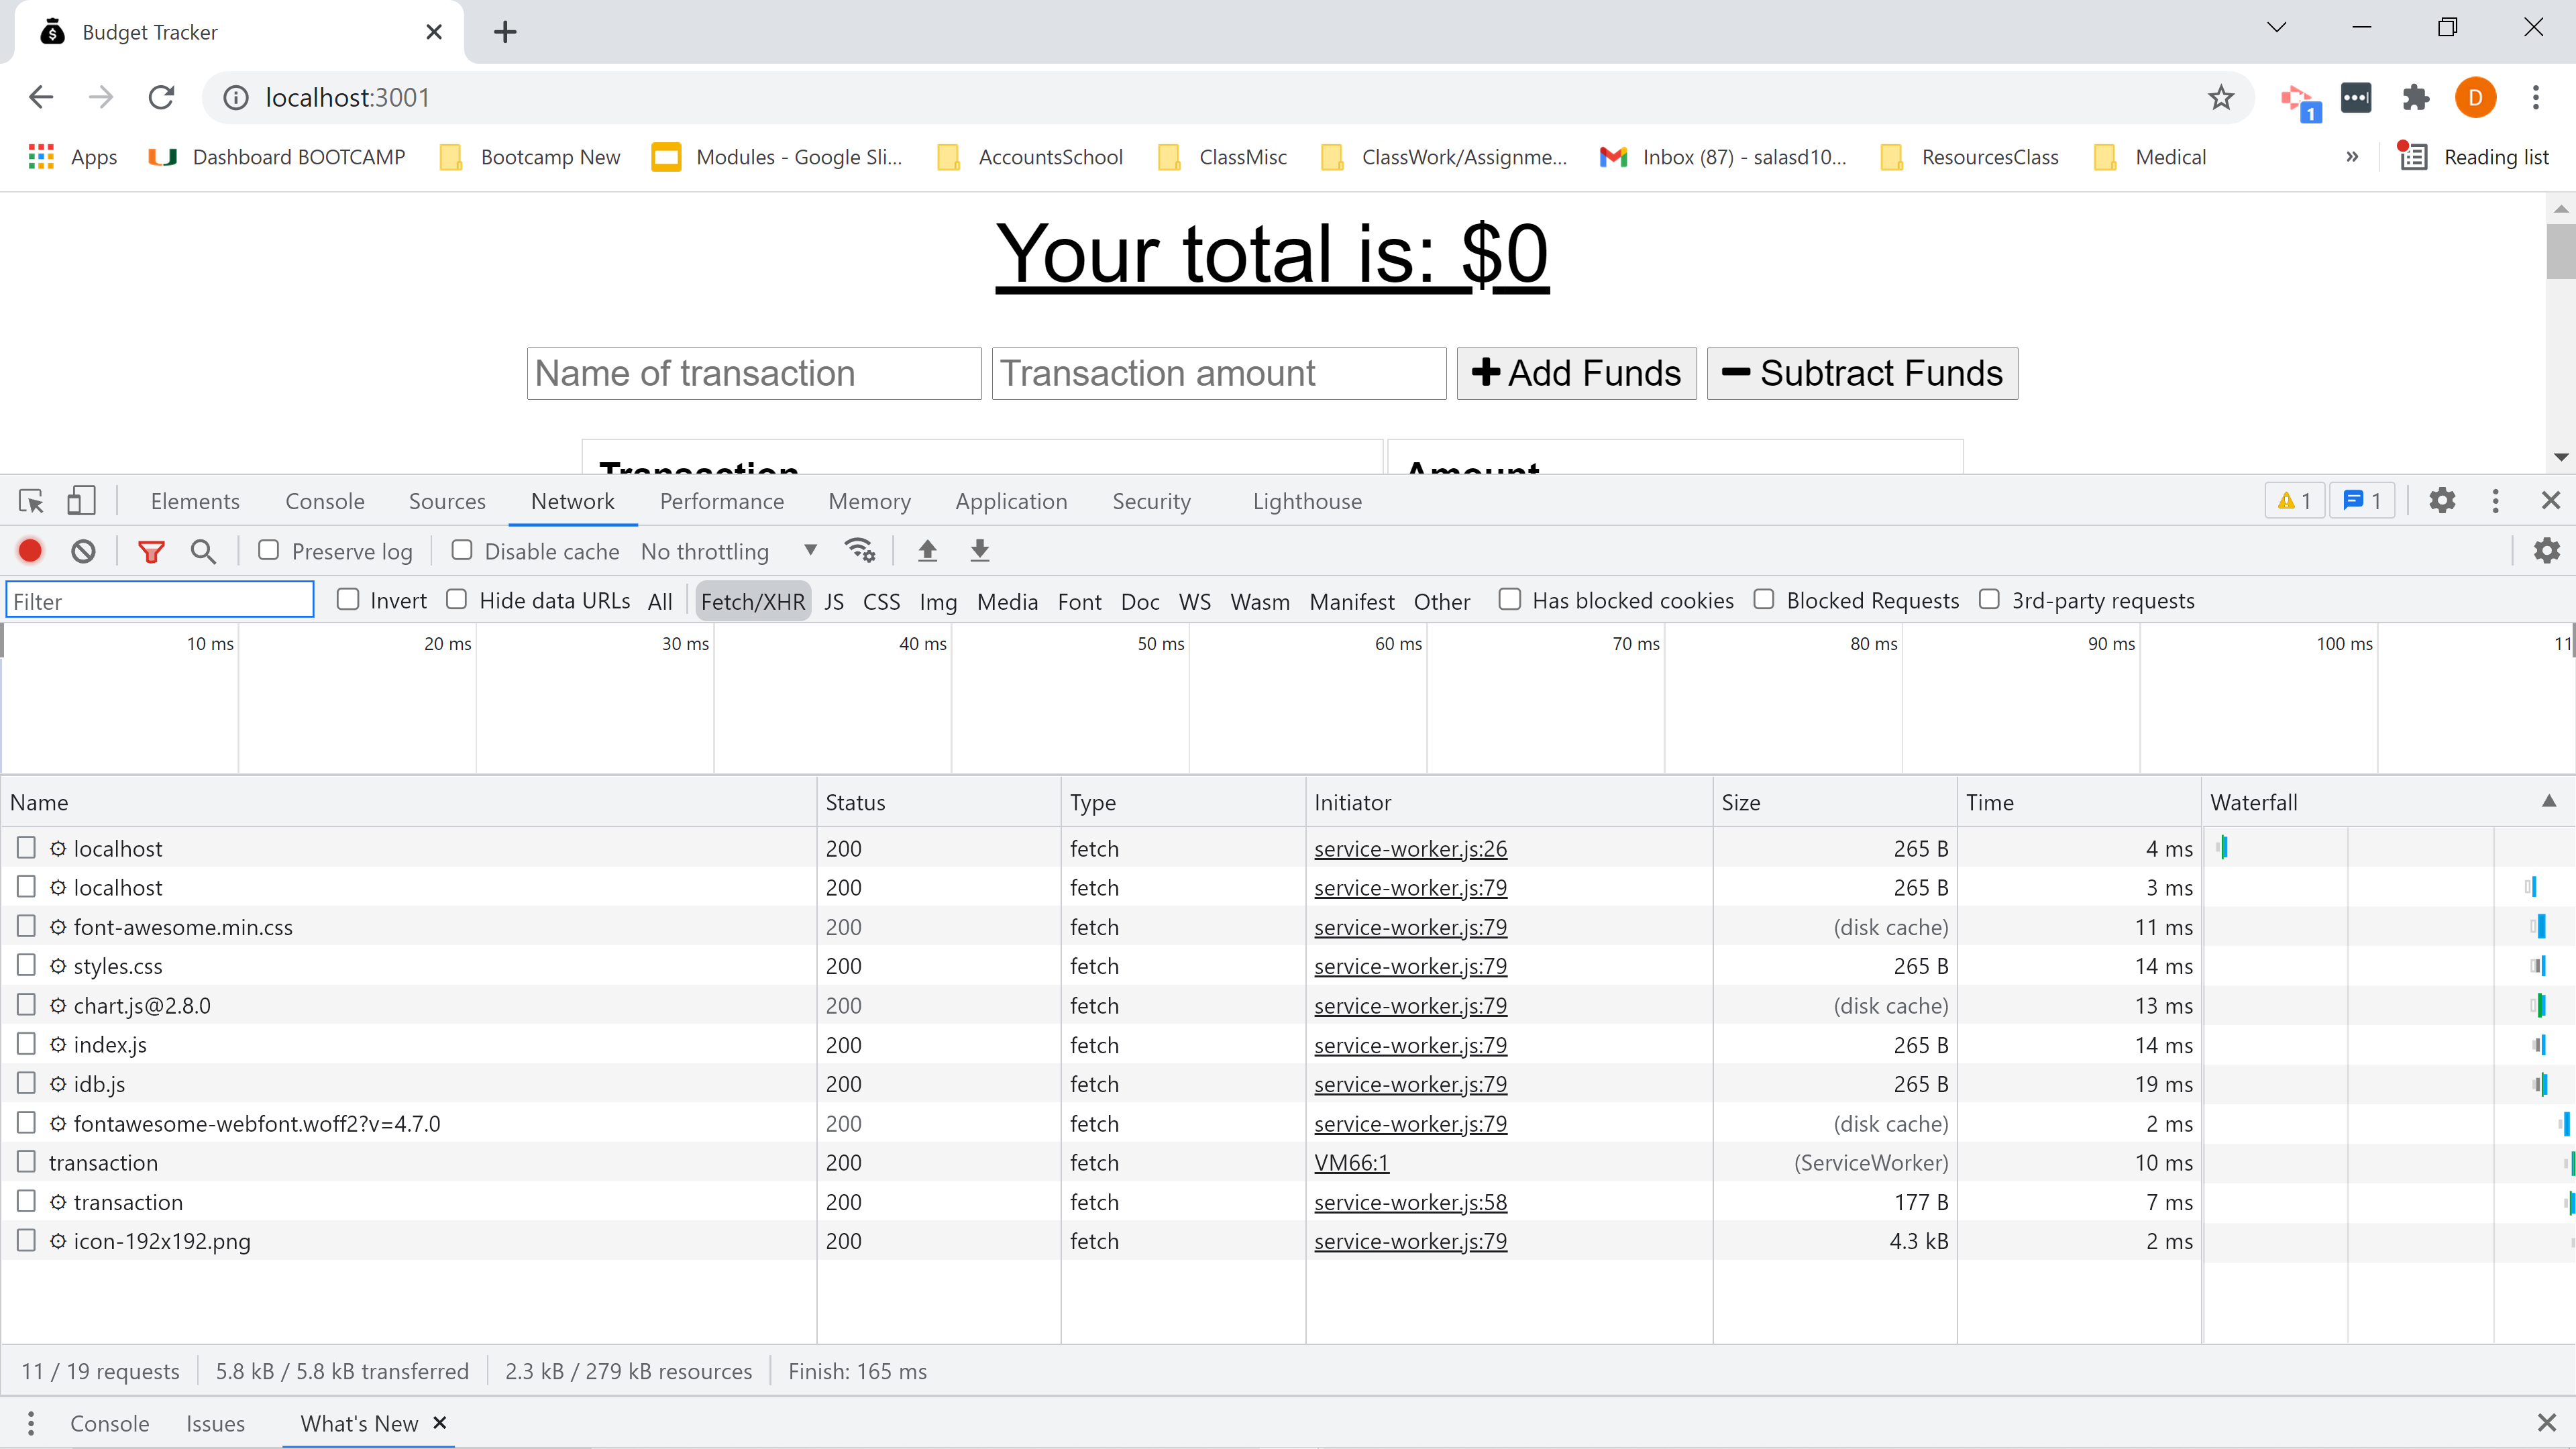 Budget Tracker
localhost:3001
D
1
Apps Dashboard BOOTCAMP Bootcamp New Modules - Google Sli... AccountsSchool ClassMisc ClassWork/Assignme... Inbox (87) - salasd10... ResourcesClass Medical » Reading list
Your total is: $0
Name of transaction Transaction amount Add Funds Subtract Funds
Transaction Amount
Elements Console Sources Network Performance Memory Application Security Lighthouse 1 1
Preserve log Disable cache No throttling
Filter Invert Hide data URLs All Fetch/XHR JS CSS Img Media Font Doc WS Wasm Manifest Other Has blocked cookies Blocked Requests 3rd-party requests
10 ms 20 ms 30 ms 40 ms 50 ms 60 ms 70 ms 80 ms 90 ms 100 ms 11
Name Status Type Initiator Size Time Waterfall
localhost 200 fetch service-worker.js:26 265 B 4 ms
localhost 200 fetch service-worker.js:79 265 B 3 ms
font-awesome.min.css 200 fetch service-worker.js:79 (disk cache) 11 ms
styles.css 200 fetch service-worker.js:79 265 B 14 ms
chart.js@2.8.0 200 fetch service-worker.js:79 (disk cache) 13 ms
index.js 200 fetch service-worker.js:79 265 B 14 ms
idb.js 200 fetch service-worker.js:79 265 B 19 ms
fontawesome-webfont.woff2?v=4.7.0 200 fetch service-worker.js:79 (disk cache) 2 ms
transaction 200 fetch VM66:1 (ServiceWorker) 10 ms
transaction 200 fetch service-worker.js:58 177 B 7 ms
icon-192x192.png 200 fetch service-worker.js:79 4.3 kB 2 ms
11 / 19 requests 5.8 kB / 5.8 kB transferred 2.3 kB / 279 kB resources Finish: 165 ms
Console Issues What's New